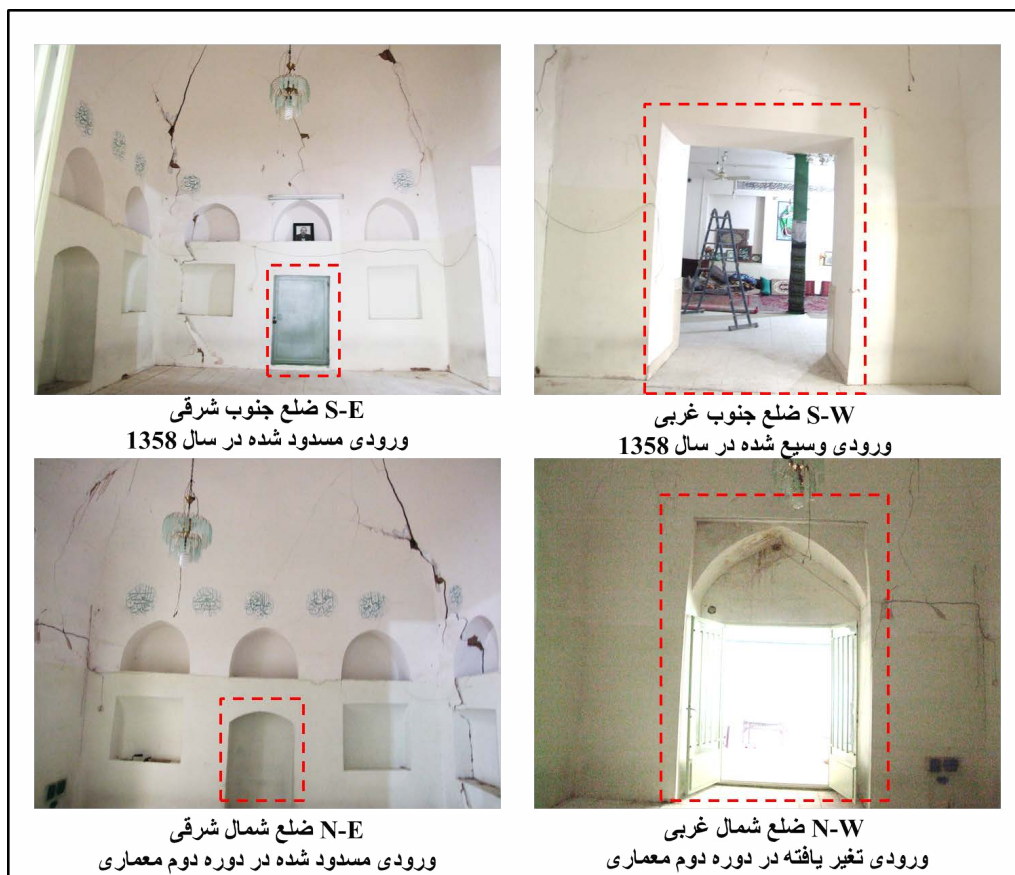 S-E ضلع جنوب شرقی
ورودی مسدود شده در سال 1358
S-W ضلع جنوب غربی
ورودی وسیع شده در سال 1358
N-E ضلع شمال شرقی
ورودی مسدود شده در دوره دوم معماری
N-W ضلع شمال غربی
ورودی تغیر یافته در دوره دوم معماری